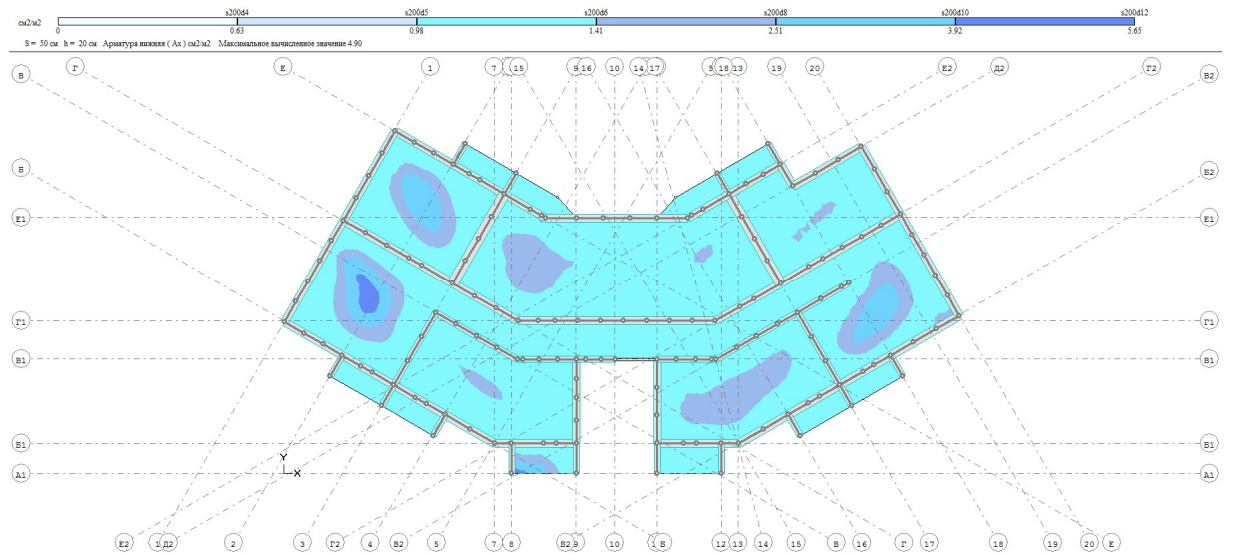 s200d4 s200d5 s200d6 s200d8 s200d10 s200d12
см2/м2
0 0.63 0.98 1.41 2.51 3.92 5.65
S = 50 см h = 20 см Арматура нижняя ( Ax ) см2/м2 Максимальное вычисленное значение 4.90
В Г Е 1 7 15 9 16 10 14 17 18 13 19 20 Е2 Д2 Г2 В2
Б Б2
Е1 Е1
Г1 Г1
В1 В1
Б1 Б1
Y
А1 X А1
Е2 Д2 2 3 Г2 4 В2 5 7 8 Б2 9 10 Б 12 13 14 15 В 16 Г 17 18 19 20 Е